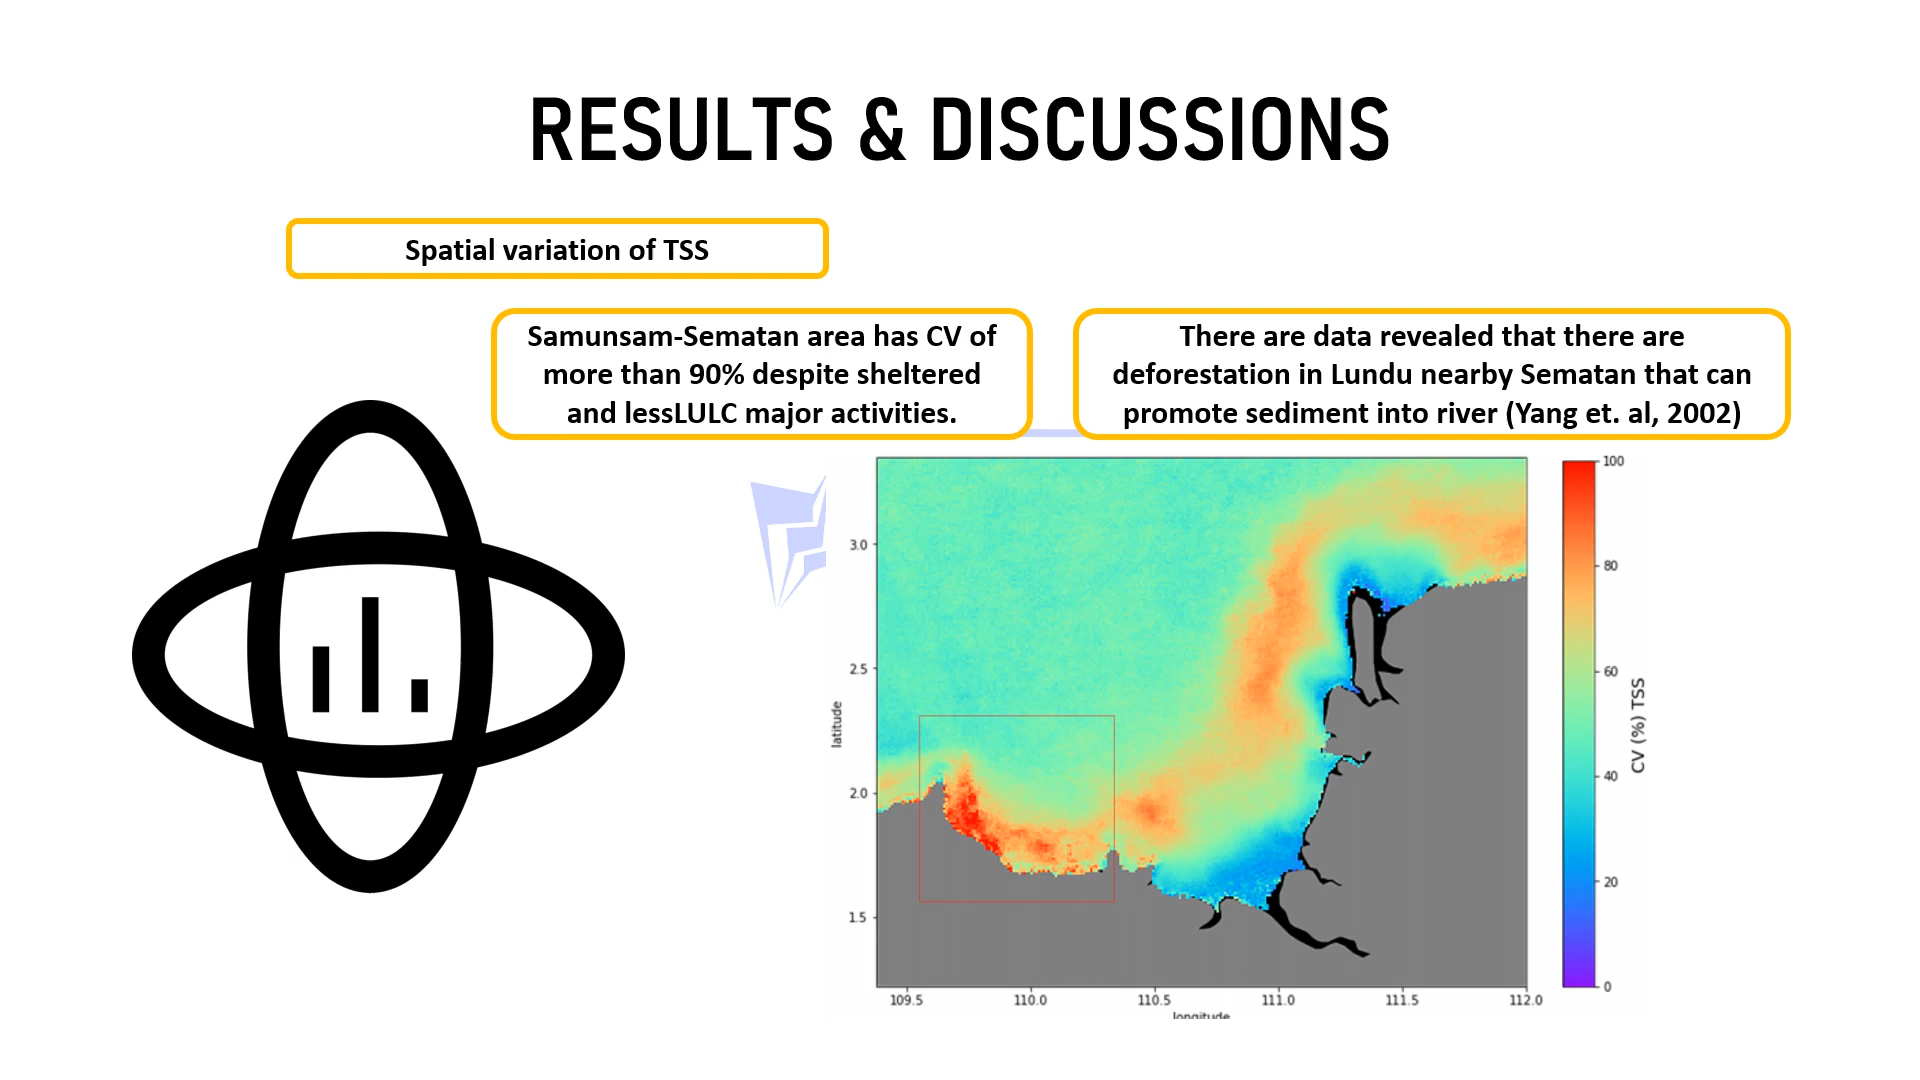 RESULTS & DISCUSSIONS
Spatial variation of TSS
Samunsam-Sematan area has CV of
more than 90% despite sheltered
and lessLULC major activities.
There are data revealed that there are
deforestation in Lundu nearby Sematan that can
promote sediment into river (Yang et. al, 2002)
latitude
3.0
2.5
2.0
1.5
109.5 110.0 110.5 111.0 111.5 112.0
longitude
100
80
60
40
20
0
CV (%) TSS